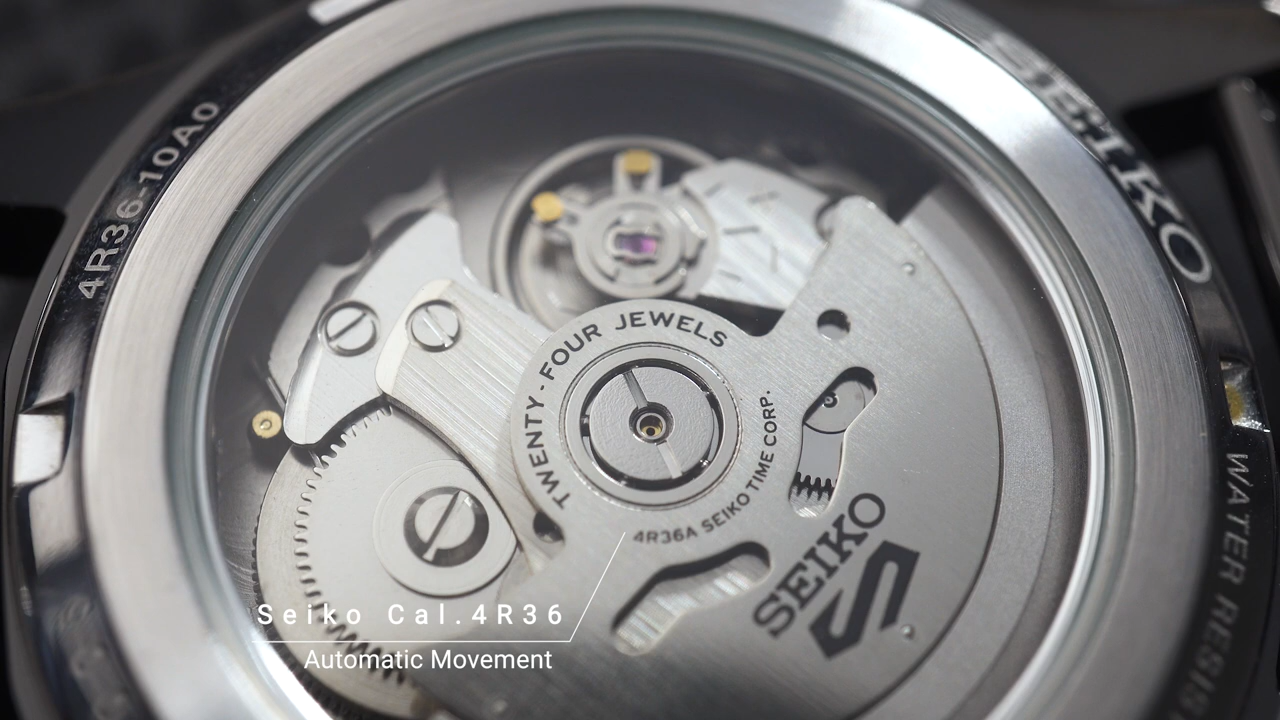 4R36-10A0
SEIKO
TWENTY-FOUR JEWELS
4R36A SEIKO TIME CORP.
SEIKO
WATER RESIS
Seiko Cal.4R36
Automatic Movement